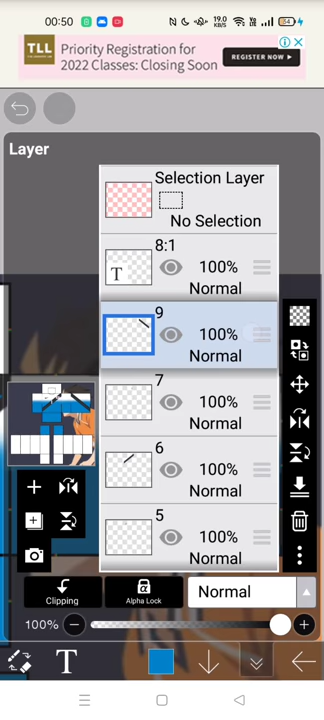 00:50
19.0
KB/S
84
TLL
Priority Registration for
2022 Classes: Closing Soon
REGISTER NOW ▶
Layer
Selection Layer
No Selection
8:1
T
100%
Normal
9
100%
Normal
7
100%
Normal
6
100%
Normal
5
100%
Normal
Clipping
α
Alpha Lock
Normal
100%
T